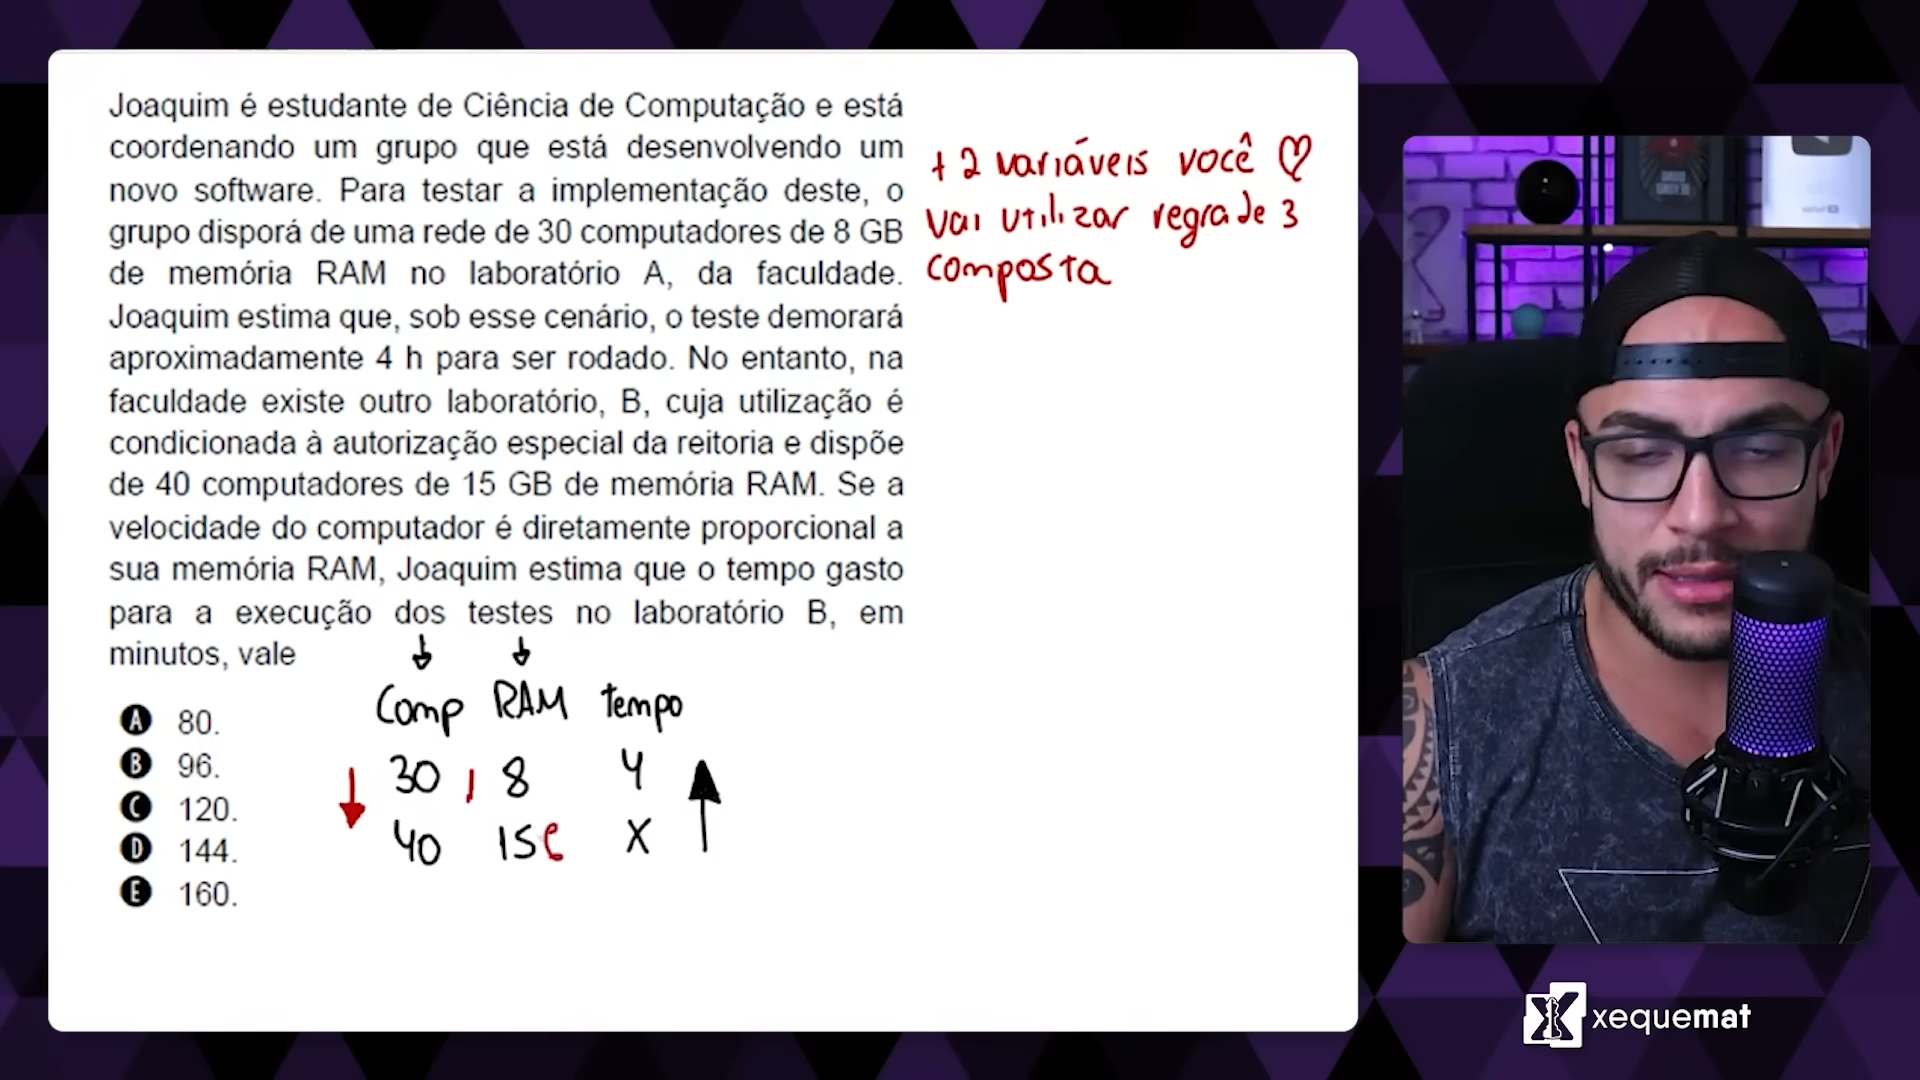 Joaquim é estudante de Ciência de Computação e está
coordenando um grupo que está desenvolvendo um
novo software. Para testar a implementação deste, o
grupo disporá de uma rede de 30 computadores de 8 GB
de memória RAM no laboratório A, da faculdade.
Joaquim estima que, sob esse cenário, o teste demorará
aproximadamente 4 h para ser rodado. No entanto, na
faculdade existe outro laboratório, B, cuja utilização é
condicionada à autorização especial da reitoria e dispõe
de 40 computadores de 15 GB de memória RAM. Se a
velocidade do computador é diretamente proporcional a
sua memória RAM, Joaquim estima que o tempo gasto
para a execução dos testes no laboratório B, em
minutos, vale
A 80.
B 96.
C 120.
D 144.
E 160.
Comp RAM tempo
30 8 4
40 15 X
+2 variáveis você
vai utilizar regra de 3
composta
xequemat